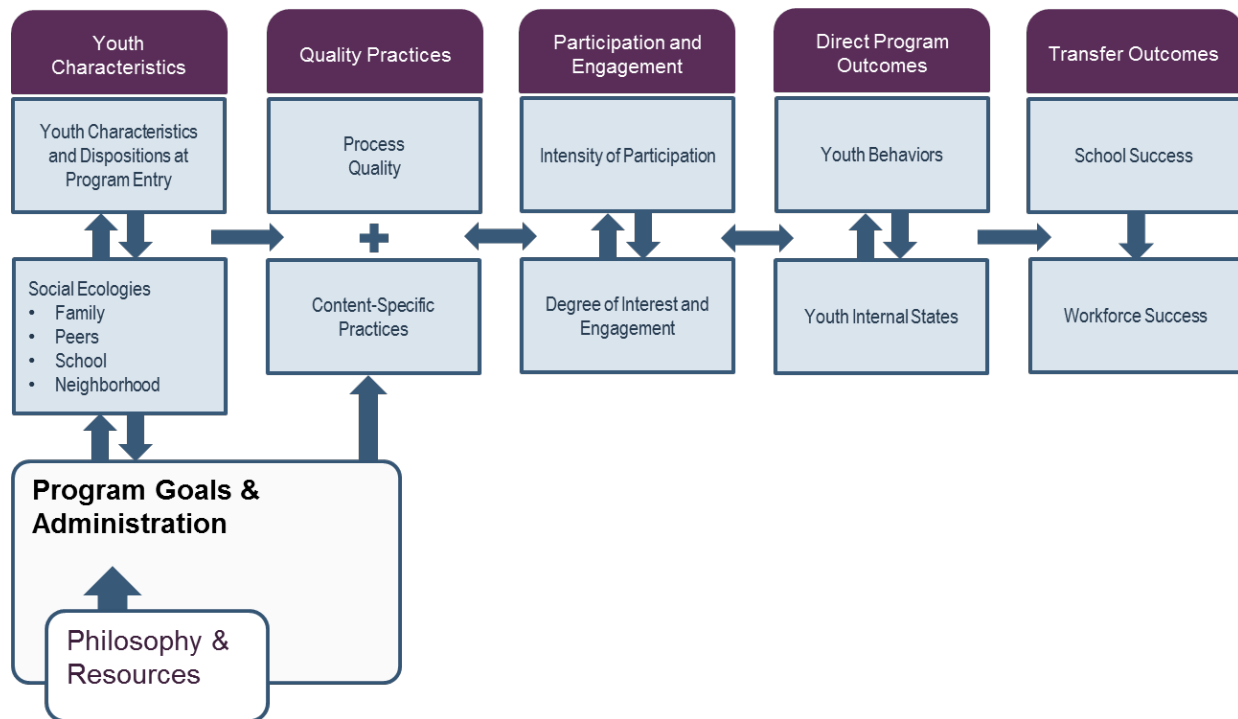 Youth
Characteristics
Quality Practices
Participation and
Engagement
Direct Program
Outcomes
Transfer Outcomes
Youth Characteristics
and Dispositions at
Program Entry
Process
Quality
Intensity of Participation
Youth Behaviors
School Success
Social Ecologies
• Family
• Peers
• School
• Neighborhood
Content-Specific
Practices
Degree of Interest and
Engagement
Youth Internal States
Workforce Success
Program Goals &
Administration
Philosophy &
Resources